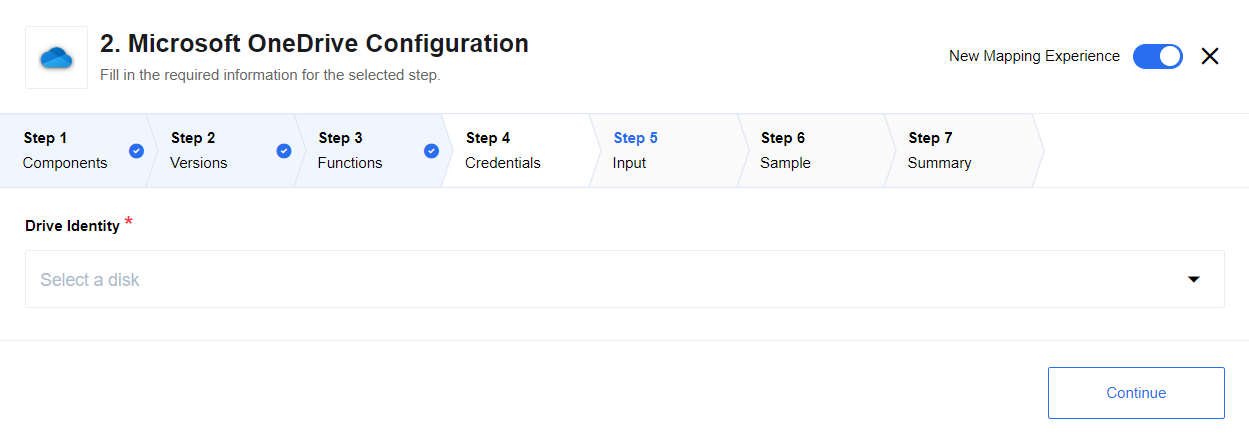 2. Microsoft OneDrive Configuration
Fill in the required information for the selected step.
New Mapping Experience
Step 1
Components
Step 2
Versions
Step 3
Functions
Step 4
Credentials
Step 5
Input
Step 6
Sample
Step 7
Summary
Drive Identity *
Select a disk
Continue